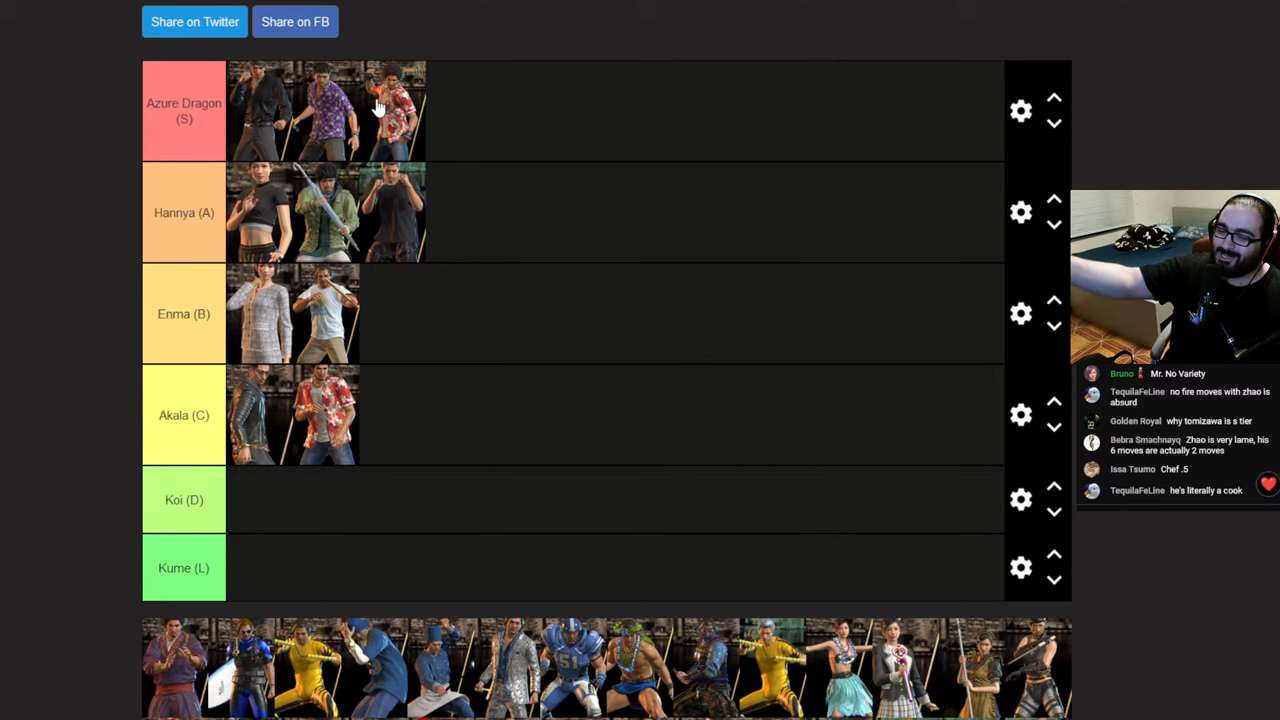 Share on Twitter
Share on FB
Azure Dragon
(S)
Hannya (A)
Enma (B)
Akala (C)
Koi (D)
Kume (L)
Bruno Mr. No Variety
TequilaFeLine no fire moves with zhao is
absurd
Golden Royal why tomizawa is s tier
Bebra Smachnayq Zhao is very lame, his
6 moves are actually 2 moves
Issa Tsumo Chef .5
TequilaFeLine he's literally a cook
51